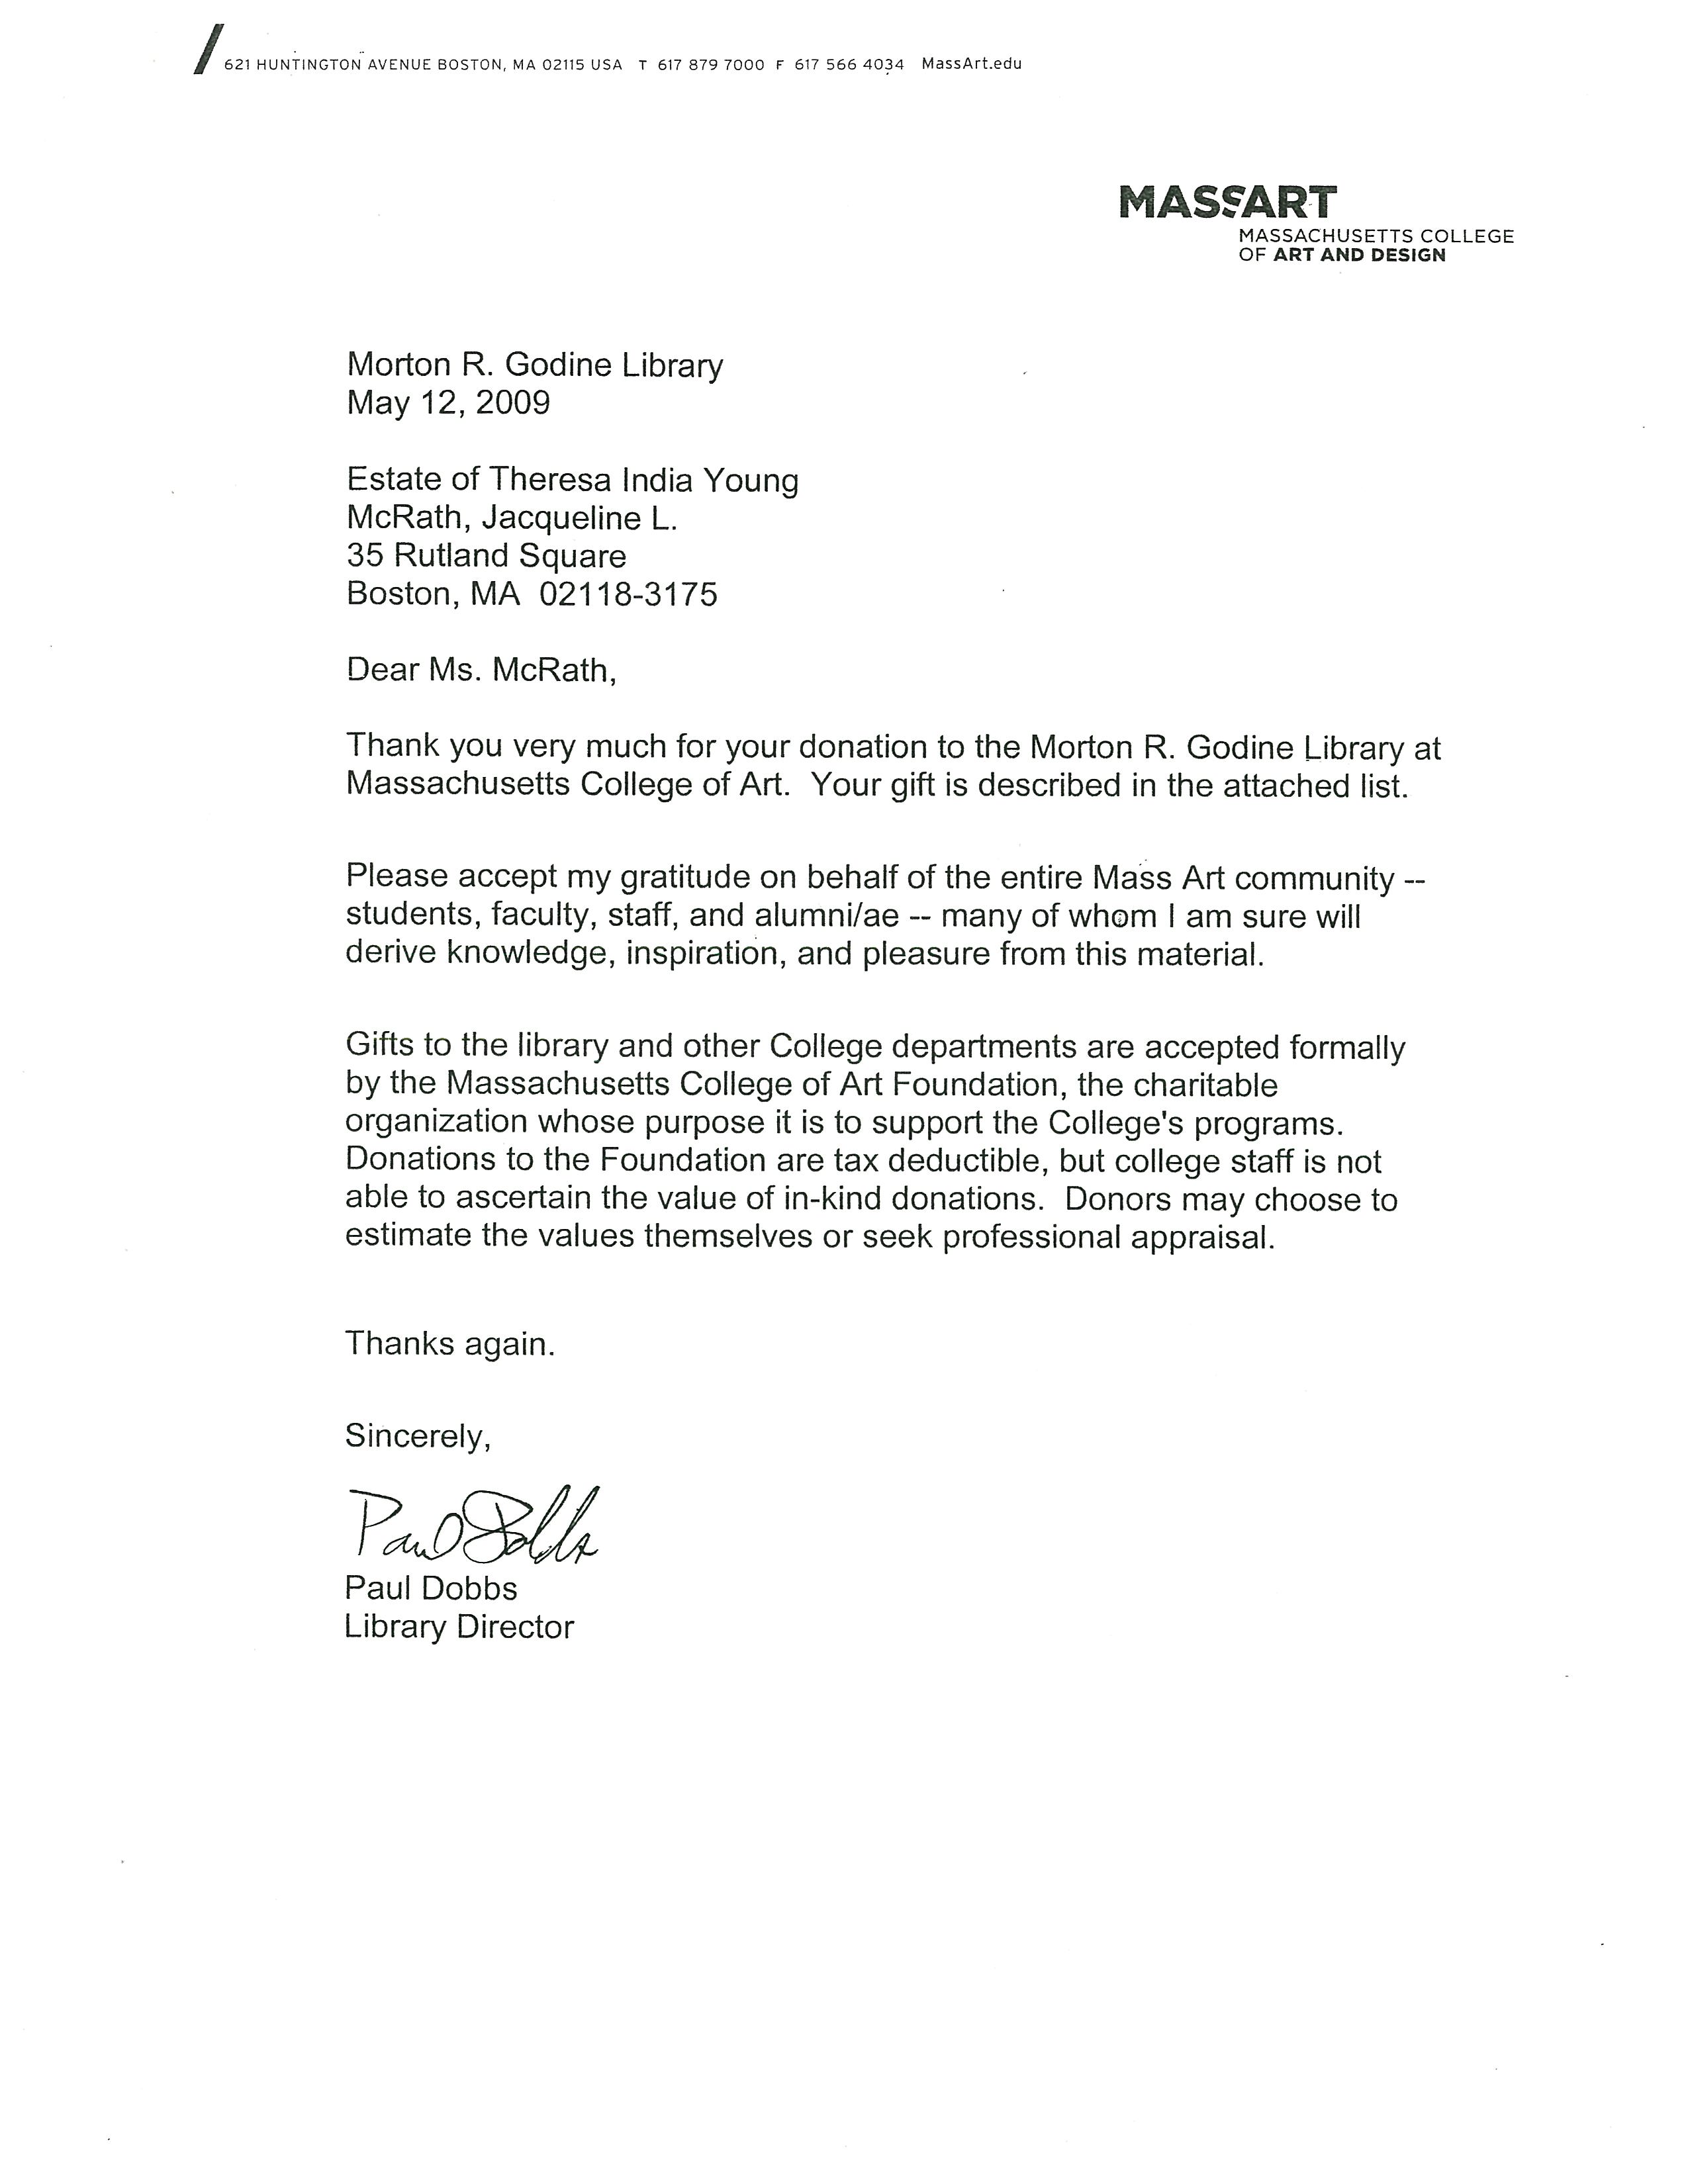 621 HUNTINGTON AVENUE BOSTON, MA 02115 USA T 617 879 7000 F 617 566 4034 MassArt.edu
MASSART
MASSACHUSETTS COLLEGE
OF ART AND DESIGN
Morton R. Godine Library
May 12, 2009
Estate of Theresa India Young
McRath, Jacqueline L.
35 Rutland Square
Boston, MA 02118-3175
Dear Ms. McRath,
Thank you very much for your donation to the Morton R. Godine Library at
Massachusetts College of Art. Your gift is described in the attached list.
Please accept my gratitude on behalf of the entire Mass Art community --
students, faculty, staff, and alumni/ae -- many of whom I am sure will
derive knowledge, inspiration, and pleasure from this material.
Gifts to the library and other College departments are accepted formally
by the Massachusetts College of Art Foundation, the charitable
organization whose purpose it is to support the College's programs.
Donations to the Foundation are tax deductible, but college staff is not
able to ascertain the value of in-kind donations. Donors may choose to
estimate the values themselves or seek professional appraisal.
Thanks again.
Sincerely,
Paul Dobbs
Paul Dobbs
Library Director